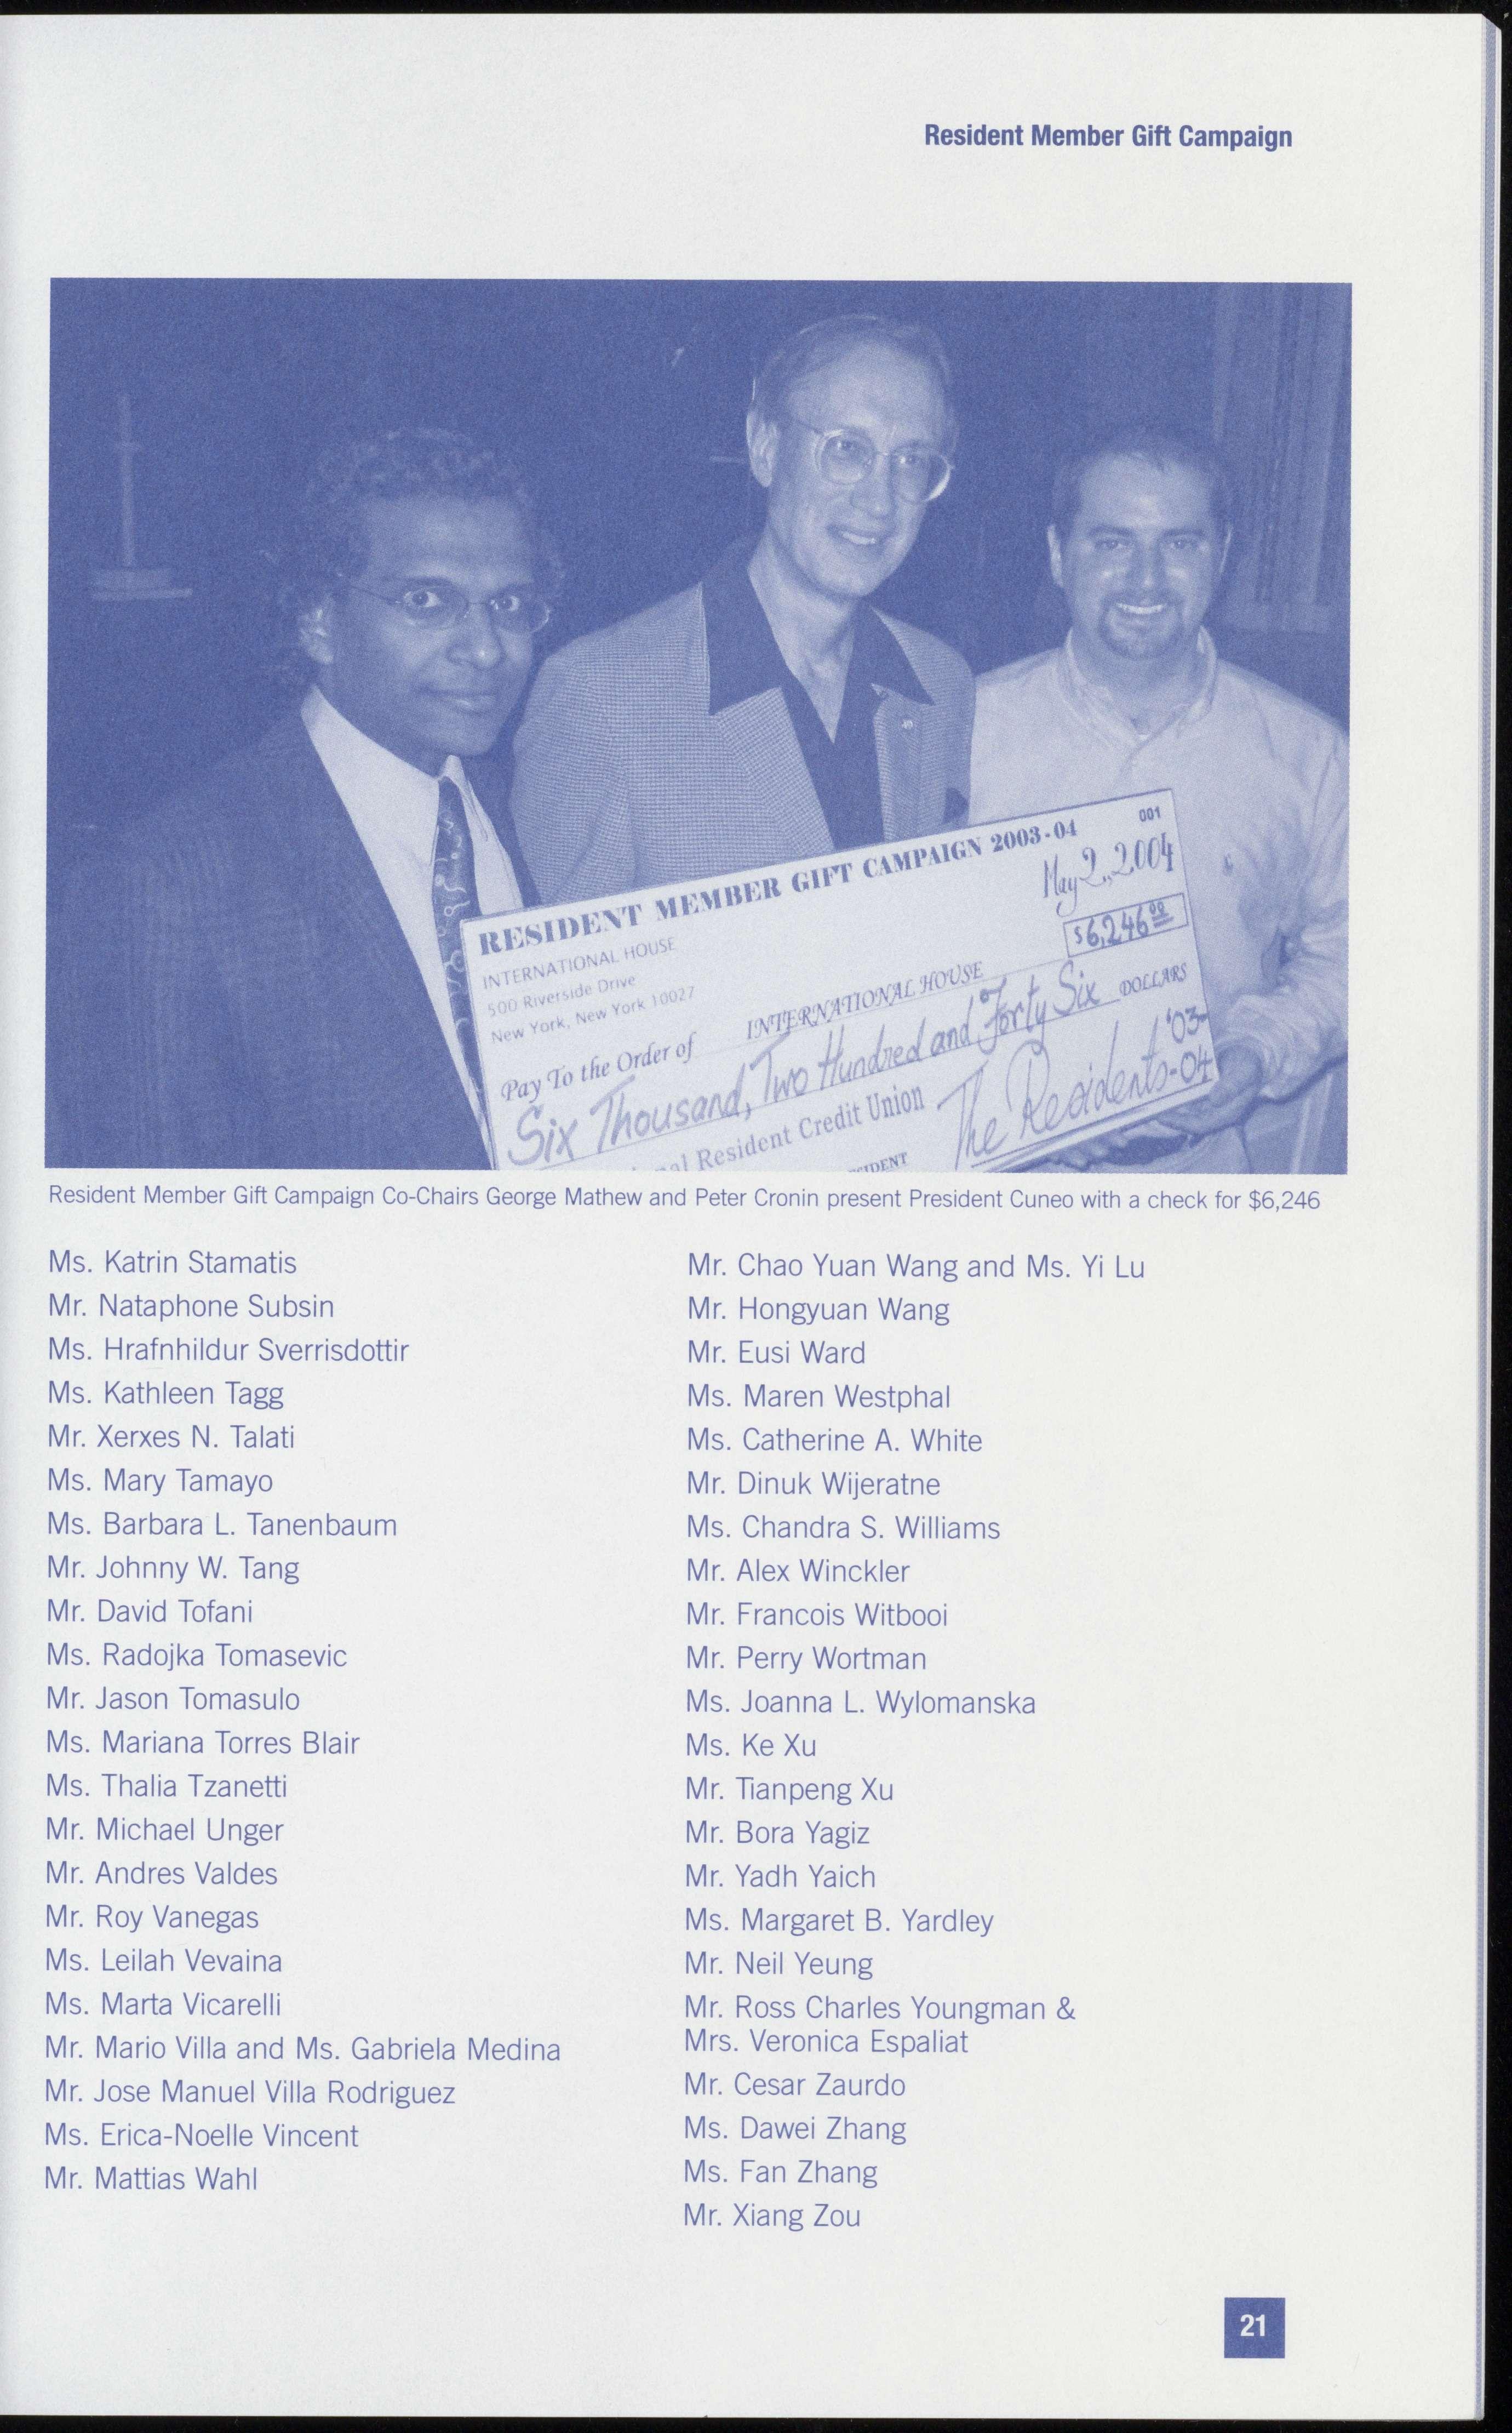 Resident Member Gift Campaign
RESIDENT MEMBER GIFT CAMPAIGN 2003-04
001
INTERNATIONAL HOUSE
500 Riverside Drive
New York, New York 10027
May 2, 2004
$6,246.00
Pay To the Order of INTERNATIONAL HOUSE
Six Thousand, Two Hundred and Forty Six DOLLARS
Resident Credit Union
The Residents '03-04
Resident Member Gift Campaign Co-Chairs George Mathew and Peter Cronin present President Cuneo with a check for $6,246
Ms. Katrin Stamatis
Mr. Nataphone Subsin
Ms. Hrafnhildur Sverrisdottir
Ms. Kathleen Tagg
Mr. Xerxes N. Talati
Ms. Mary Tamayo
Ms. Barbara L. Tanenbaum
Mr. Johnny W. Tang
Mr. David Tofani
Ms. Radojka Tomasevic
Mr. Jason Tomasulo
Ms. Mariana Torres Blair
Ms. Thalia Tzanetti
Mr. Michael Unger
Mr. Andres Valdes
Mr. Roy Vanegas
Ms. Leilah Vevaina
Ms. Marta Vicarelli
Mr. Mario Villa and Ms. Gabriela Medina
Mr. Jose Manuel Villa Rodriguez
Ms. Erica-Noelle Vincent
Mr. Mattias Wahl
Mr. Chao Yuan Wang and Ms. Yi Lu
Mr. Hongyuan Wang
Mr. Eusi Ward
Ms. Maren Westphal
Ms. Catherine A. White
Mr. Dinuk Wijeratne
Ms. Chandra S. Williams
Mr. Alex Winckler
Mr. Francois Witbooi
Mr. Perry Wortman
Ms. Joanna L. Wylomanska
Ms. Ke Xu
Mr. Tianpeng Xu
Mr. Bora Yagiz
Mr. Yadh Yaich
Ms. Margaret B. Yardley
Mr. Neil Yeung
Mr. Ross Charles Youngman &
Mrs. Veronica Espaliat
Mr. Cesar Zaurdo
Ms. Dawei Zhang
Ms. Fan Zhang
Mr. Xiang Zou
21